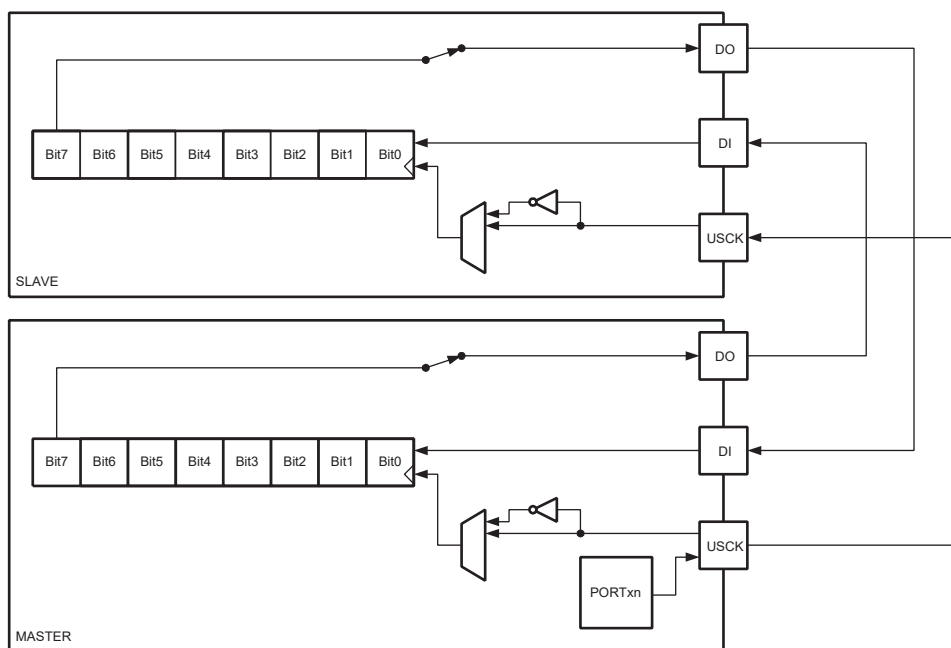 DO
DI
Bit7 Bit6 Bit5 Bit4 Bit3 Bit2 Bit1 Bit0
USCK
SLAVE
DO
DI
Bit7 Bit6 Bit5 Bit4 Bit3 Bit2 Bit1 Bit0
USCK
PORTxn
MASTER